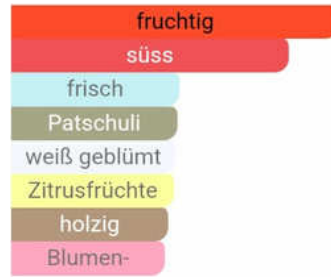 fruchtig
süss
frisch
Patschuli
weiß geblümt
Zitrusfrüchte
holzig
Blumen-